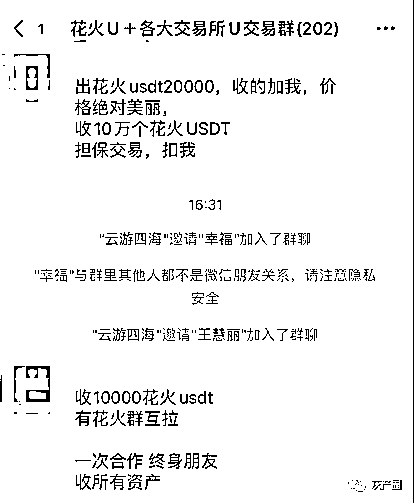 1 花火U＋各大交易所U交易群(202)
出花火usdt20000，收的加我，价
格绝对美丽，
收10万个花火USDT
担保交易，扣我
16:31
"云游四海"邀请"幸福"加入了群聊
"幸福"与群里其他人都不是微信朋友关系，请注意隐私
安全
"云游四海"邀请"王慧丽"加入了群聊
收10000花火usdt
有花火群互拉
一次合作 终身朋友
收所有资产
灰产圈